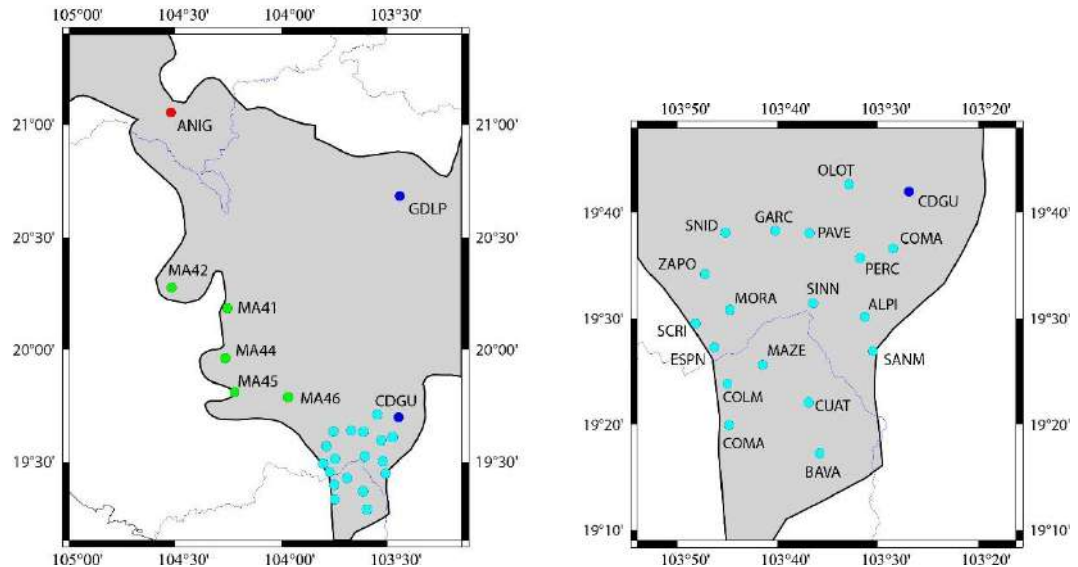 105°00' 104°30' 104°00' 103°30'
21°00' 21°00'
20°30' 20°30'
20°00' 20°00'
19°30' 19°30'
105°00' 104°30' 104°00' 103°30'
ANIG
GDLP
MA42
MA41
MA44
MA45
MA46
CDGU
103°50' 103°40' 103°30' 103°20'
19°40' 19°40'
19°30' 19°30'
19°20' 19°20'
19°10' 19°10'
103°50' 103°40' 103°30' 103°20'
OLOT
CDGU
SNID
GARC
PAVE
COMA
ZAPO
PERC
MORA
SINN
ALPI
SCRI
ESPN
MAZE
SANM
COLM
CUAT
COMA
BAVA